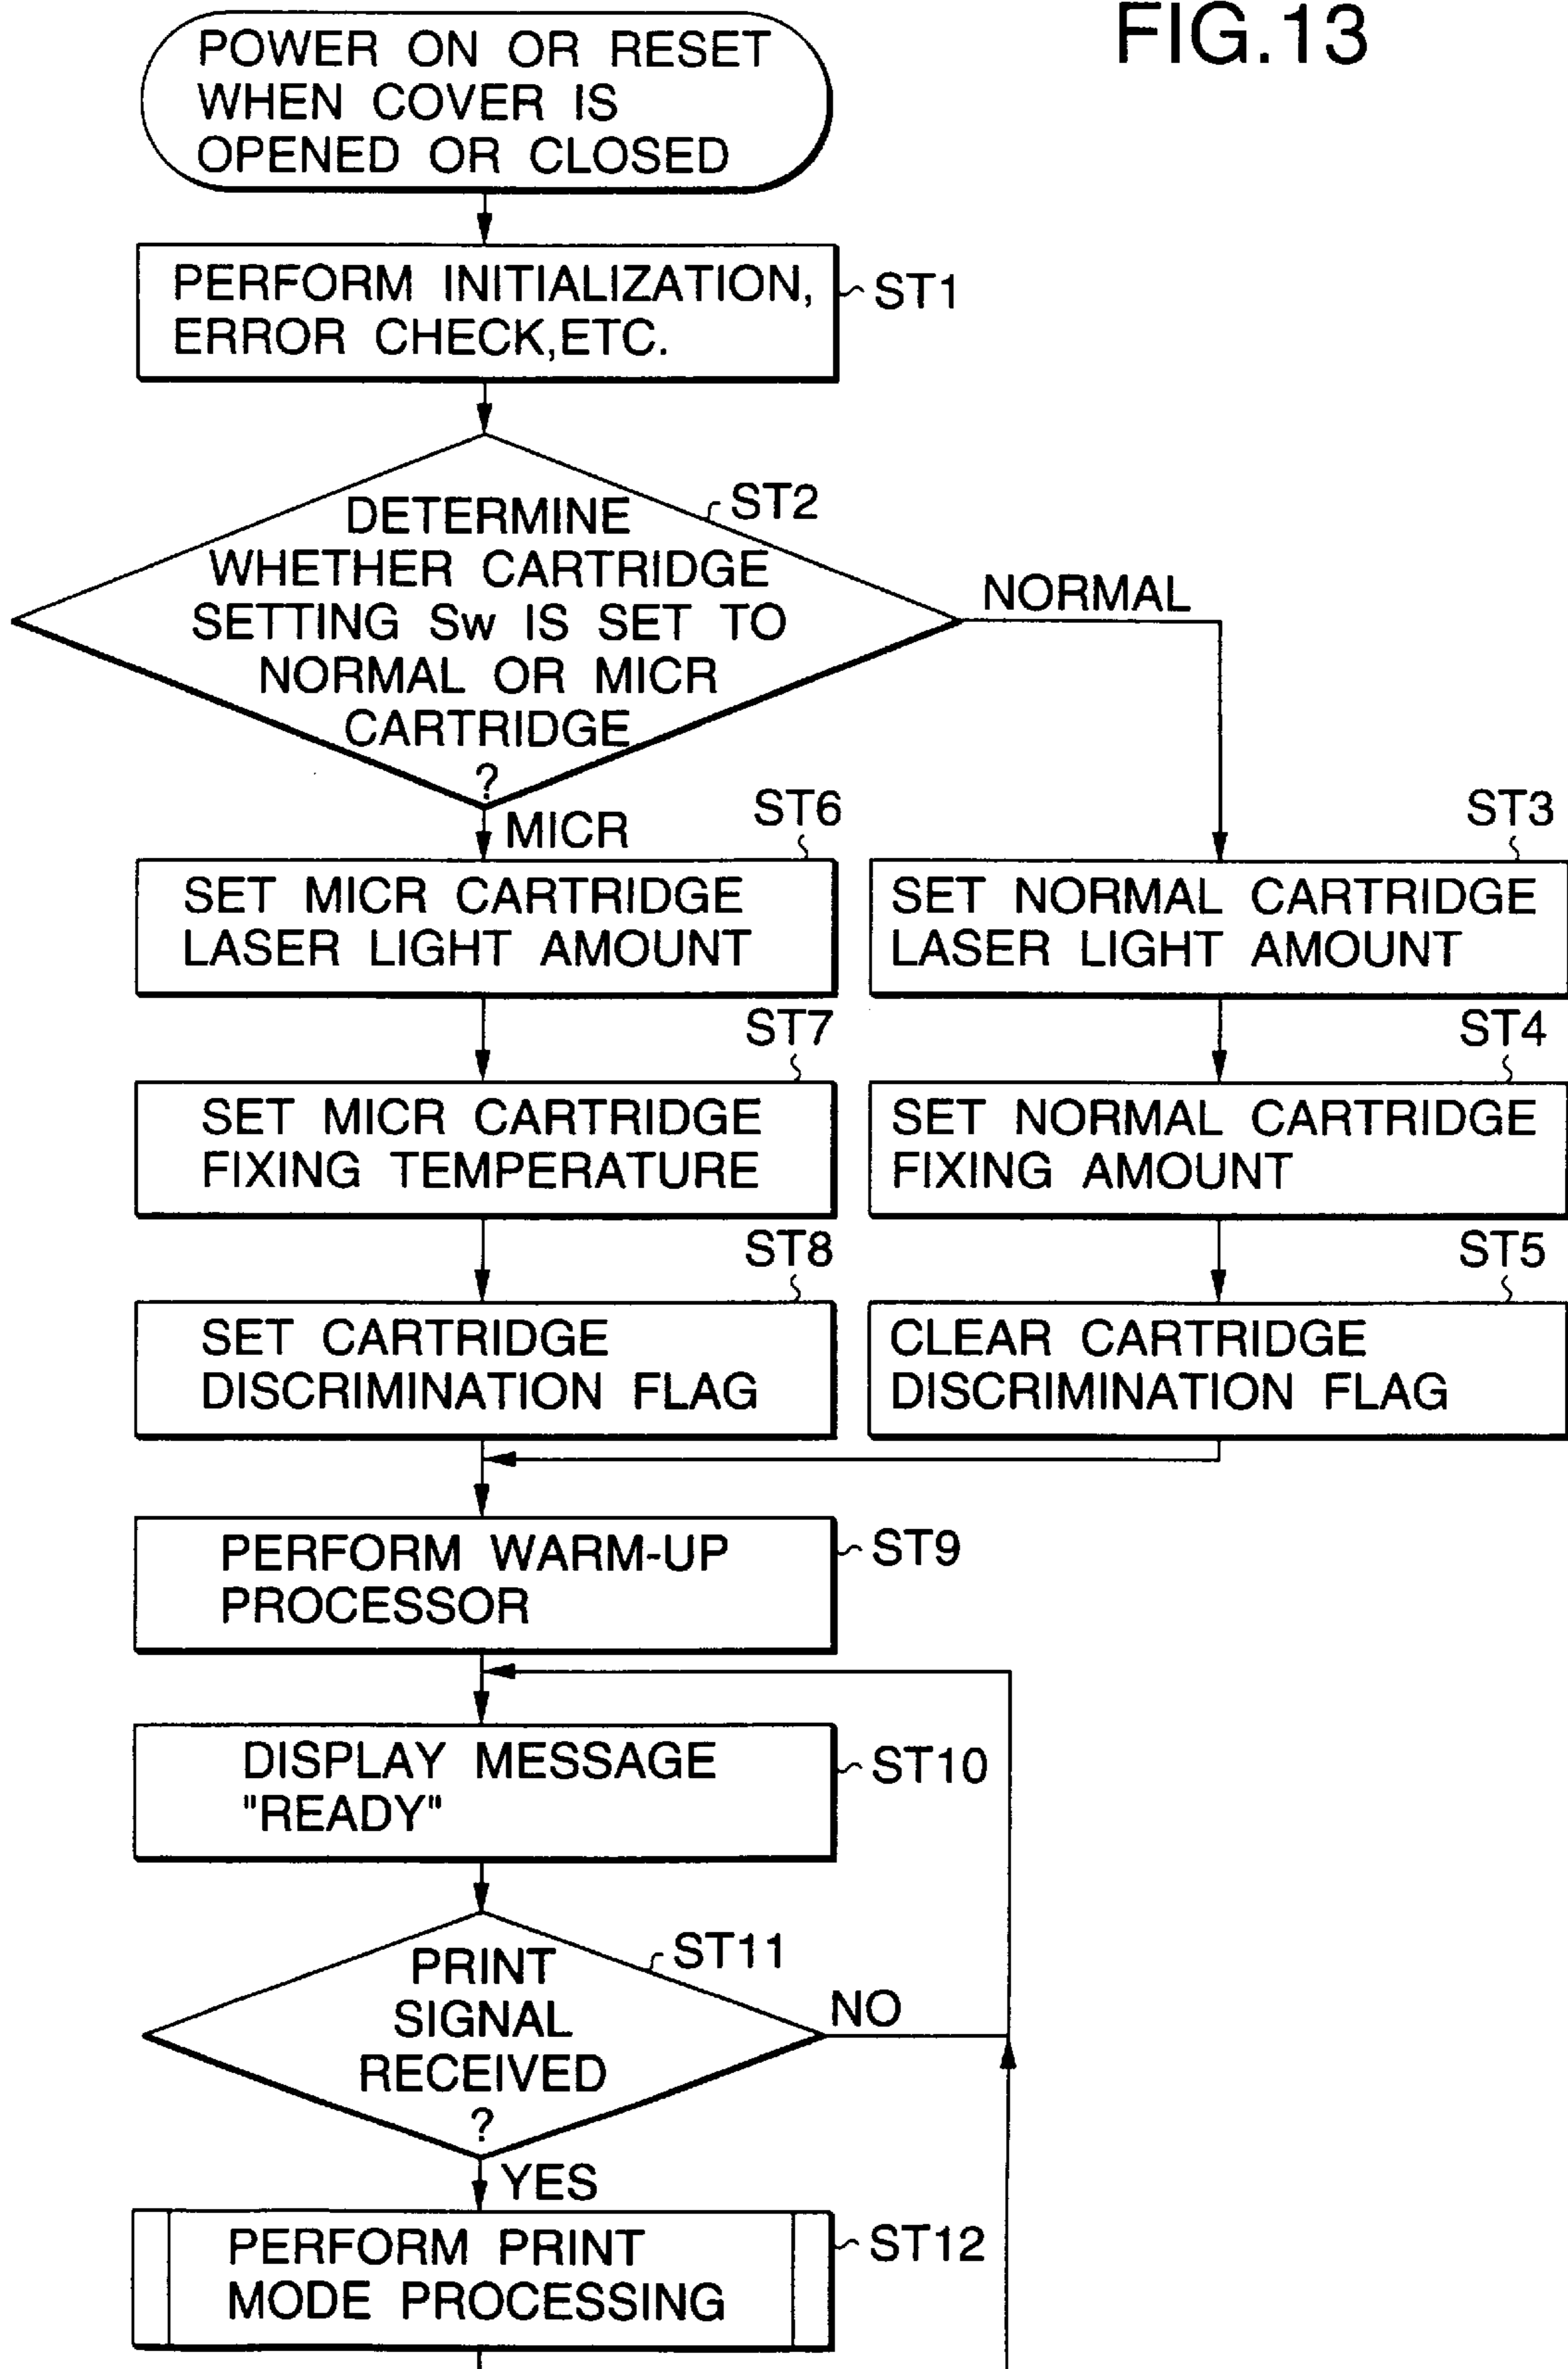 FIG.13
POWER ON OR RESET
WHEN COVER IS
OPENED OR CLOSED
PERFORM INITIALIZATION,
ERROR CHECK,ETC.
ST1
ST2
DETERMINE
WHETHER CARTRIDGE
SETTING Sw IS SET TO
NORMAL OR MICR
CARTRIDGE
?
NORMAL
MICR
ST6
SET MICR CARTRIDGE
LASER LIGHT AMOUNT
ST3
SET NORMAL CARTRIDGE
LASER LIGHT AMOUNT
ST7
SET MICR CARTRIDGE
FIXING TEMPERATURE
ST4
SET NORMAL CARTRIDGE
FIXING AMOUNT
ST8
SET CARTRIDGE
DISCRIMINATION FLAG
ST5
CLEAR CARTRIDGE
DISCRIMINATION FLAG
PERFORM WARM-UP
PROCESSOR
ST9
DISPLAY MESSAGE
"READY"
ST10
PRINT
SIGNAL
RECEIVED
?
ST11
NO
YES
PERFORM PRINT
MODE PROCESSING
ST12